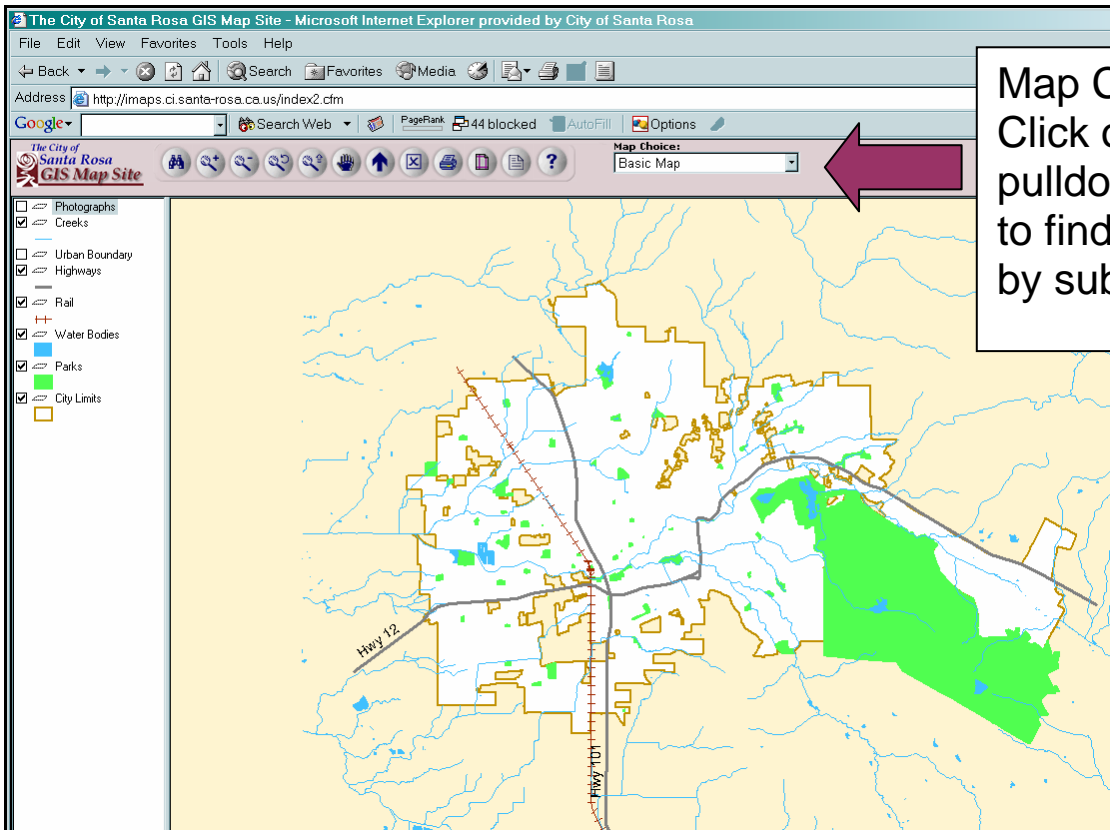 The City of Santa Rosa GIS Map Site - Microsoft Internet Explorer provided by City of Santa Rosa
File Edit View Favorites Tools Help
Back Search Favorites Media
Address http://imaps.ci.santa-rosa.ca.us/index2.cfm
Google Search Web PageRank 44 blocked AutoFill Options
The City of
Santa Rosa
GIS Map Site
?
Map Choice:
Basic Map
Map C
Click
pulldo
to find
by sub
Photographs
Creeks
Urban Boundary
Highways
Rail
Water Bodies
Parks
City Limits
Hwy 12
Hwy 101